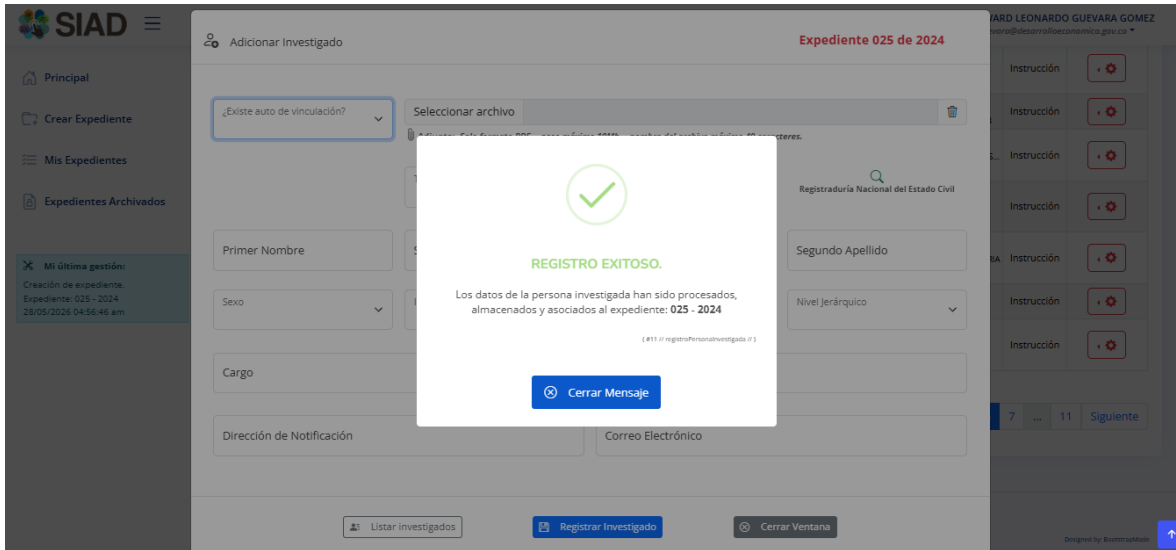 SIAD
Adicionar Investigado
Expediente 025 de 2024
ARD LEONARDO GUEVARA GOMEZ
vara@desarrolloeconomico.gov.co
Principal
Crear Expediente
Mis Expedientes
Expedientes Archivados
Mi última gestión:
Creación de expediente.
Expediente: 025 - 2024
28/05/2026 04:56:46 am
¿Existe auto de vinculación?
Seleccionar archivo
Registraduría Nacional del Estado Civil
Primer Nombre
Segundo Apellido
Sexo
Nivel Jerárquico
Cargo
Dirección de Notificación
Correo Electrónico
REGISTRO EXITOSO.
Los datos de la persona investigada han sido procesados,
almacenados y asociados al expediente: 025 - 2024
( #11 // registroPersonaInvestigada // )
Cerrar Mensaje
Listar investigados
Registrar Investigado
Cerrar Ventana
Instrucción
Instrucción
Instrucción
Instrucción
Instrucción
Instrucción
Instrucción
7 ... 11 Siguiente
Designed by BootstrapMade